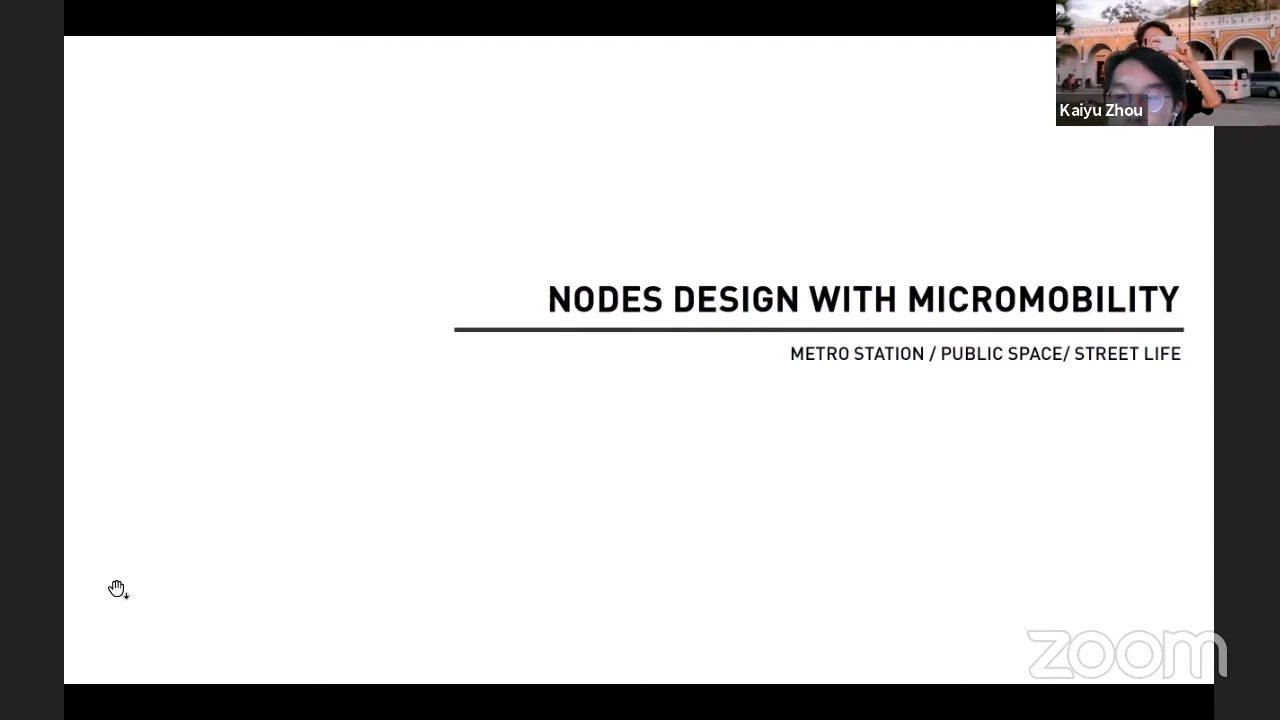 Kaiyu Zhou
NODES DESIGN WITH MICROMOBILITY
METRO STATION / PUBLIC SPACE/ STREET LIFE
zoom